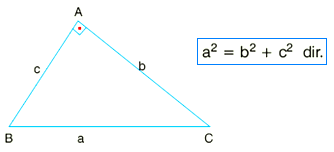 A
c
b
a² = b² + c² dir.
B
a
C